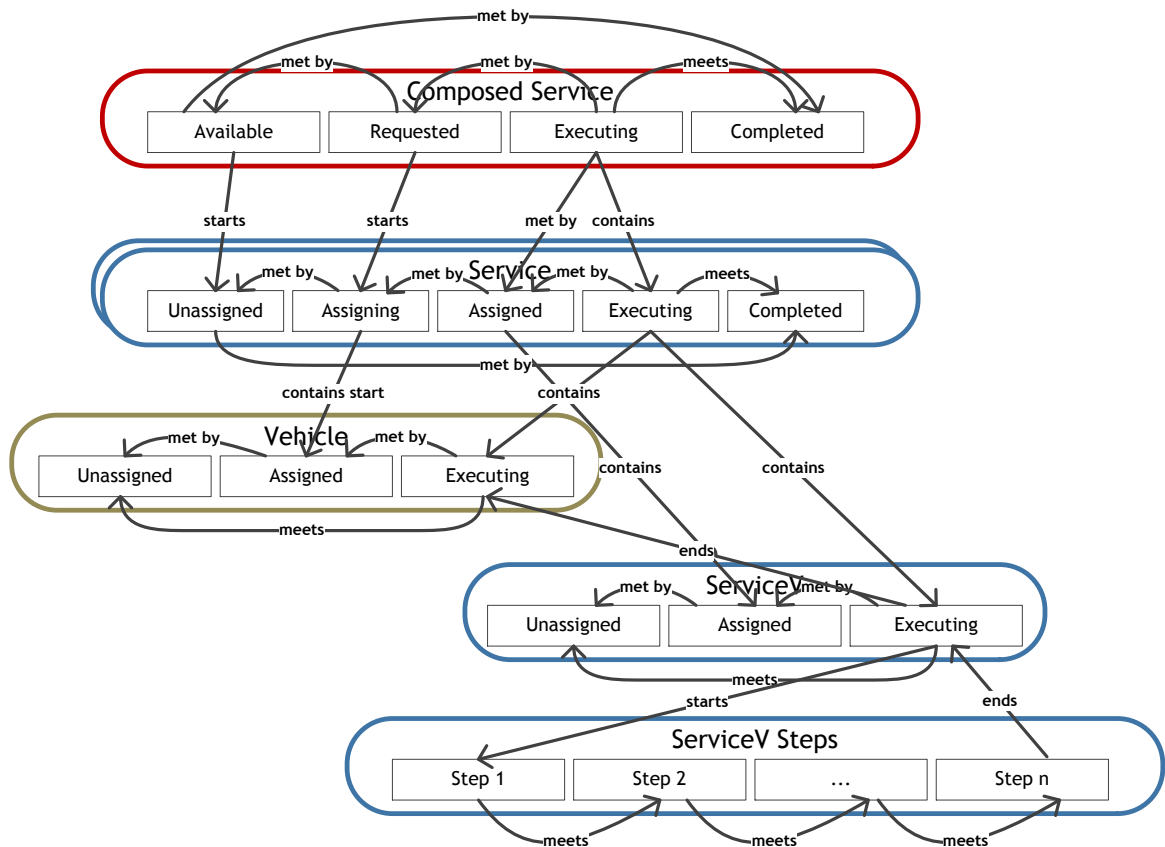 met by
met by
met by
meets
Composed Service
Available
Requested
Executing
Completed
starts
starts
met by
contains
Service
met by
met by
met by
meets
Unassigned
Assigning
Assigned
Executing
Completed
met by
contains start
contains
Vehicle
met by
met by
Unassigned
Assigned
Executing
contains
contains
meets
ends
ServiceV
met by
met by
Unassigned
Assigned
Executing
meets
starts
ends
ServiceV Steps
Step 1
Step 2
...
Step n
meets
meets
meets